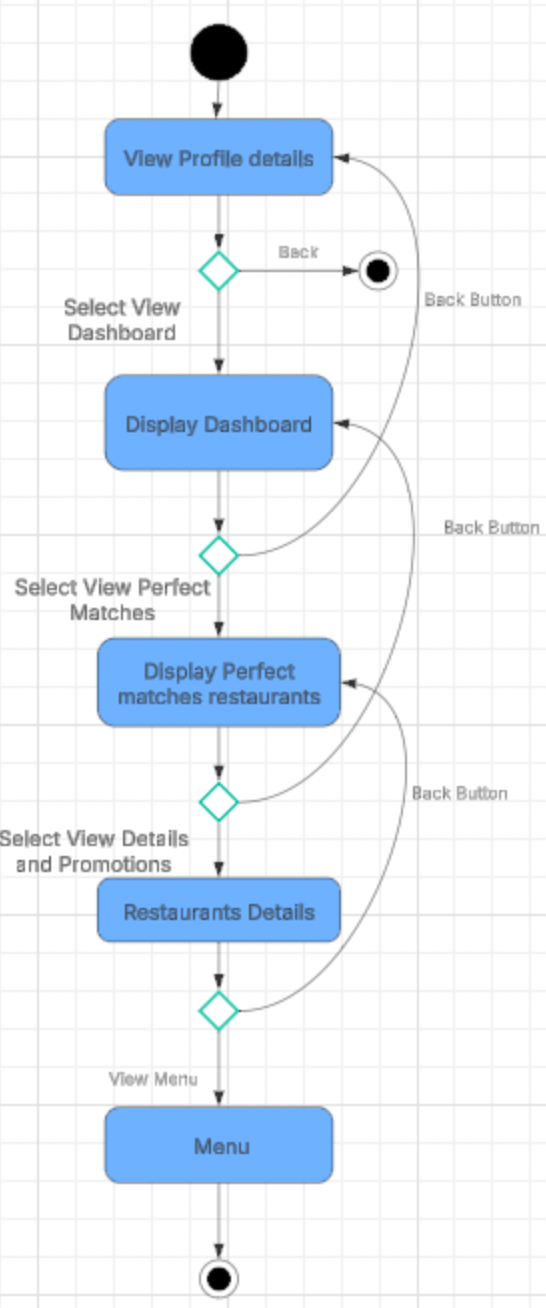 View Profile details
Back
Select View
Dashboard
Back Button
Display Dashboard
Back Button
Select View Perfect
Matches
Display Perfect
matches restaurants
Back Button
Select View Details
and Promotions
Restaurants Details
View Menu
Menu